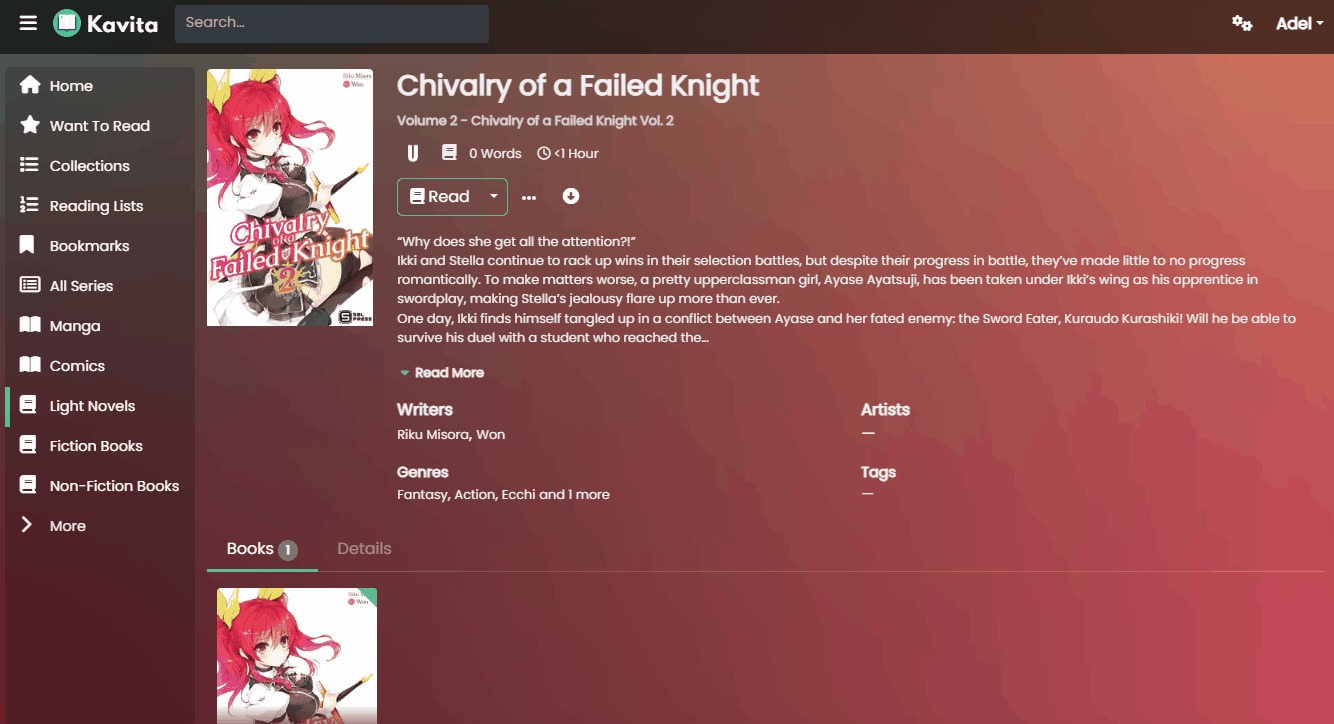 Kavita
Search...
Adel
Home
Want To Read
Collections
Reading Lists
Bookmarks
All Series
Manga
Comics
Light Novels
Fiction Books
Non-Fiction Books
More
Riku Misora
Won
Chivalry
of a
Failed Knight
2
SOL
PRESS
Chivalry of a Failed Knight
Volume 2 - Chivalry of a Failed Knight Vol. 2
U 0 Words <1 Hour
Read
“Why does she get all the attention?!”
Ikki and Stella continue to rack up wins in their selection battles, but despite their progress in battle, they’ve made little to no progress
romantically. To make matters worse, a pretty upperclassman girl, Ayase Ayatsuji, has been taken under Ikki’s wing as his apprentice in
swordplay, making Stella’s jealousy flare up more than ever.
One day, Ikki finds himself tangled up in a conflict between Ayase and her fated enemy: the Sword Eater, Kuraudo Kurashiki! Will he be able to
survive his duel with a student who reached the…
Read More
Writers
Riku Misora, Won
Artists
—
Genres
Fantasy, Action, Ecchi and 1 more
Tags
—
Books 1
Details
Won